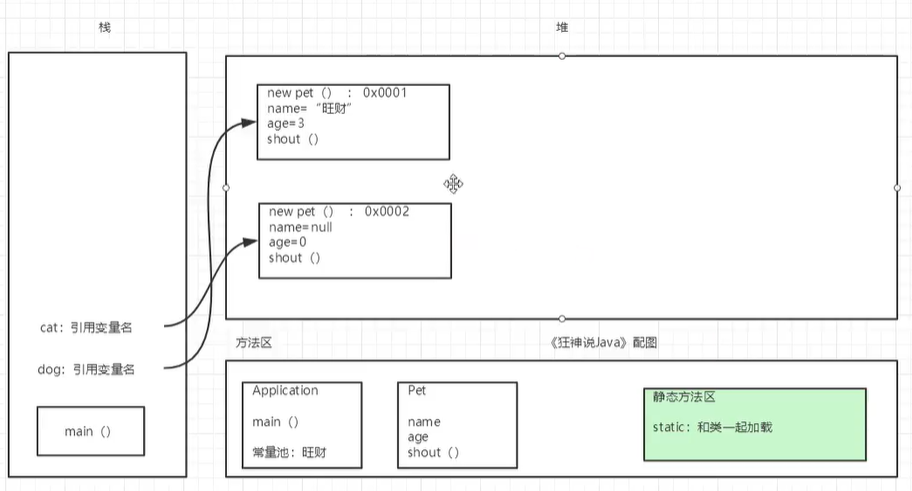 栈
堆
new pet（）：0x0001
name=“旺财”
age=3
shout（）
new pet（）：0x0002
name=null
age=0
shout（）
cat：引用变量名
dog：引用变量名
main（）
方法区
《狂神说Java》配图
Application
main（）
常量池：旺财
Pet
name
age
shout（）
静态方法区
static：和类一起加载